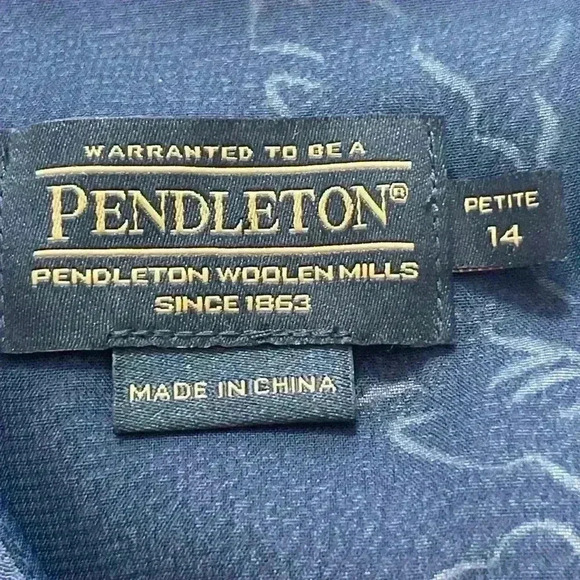 WARRANTED TO BE A
PENDLETON®
PENDLETON WOOLEN MILLS
SINCE 1863
PETITE
14
MADE IN CHINA